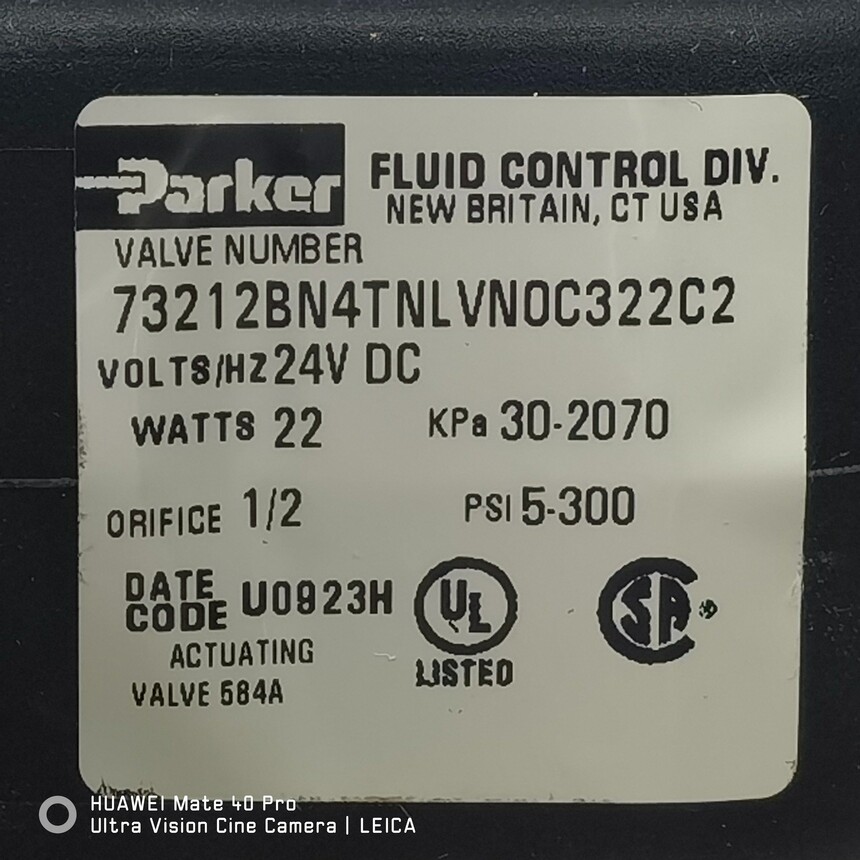 Parker
FLUID CONTROL DIV.
NEW BRITAIN, CT USA
VALVE NUMBER
73212BN4TNLVN0C322C2
VOLTS/HZ 24V DC
WATTS 22 KPa 30-2070
ORIFICE 1/2 PSI 5-300
DATE CODE U0923H
UL
LISTED
SA
ACTUATING
VALVE 584A
HUAWEI Mate 40 Pro
Ultra Vision Cine Camera | LEICA